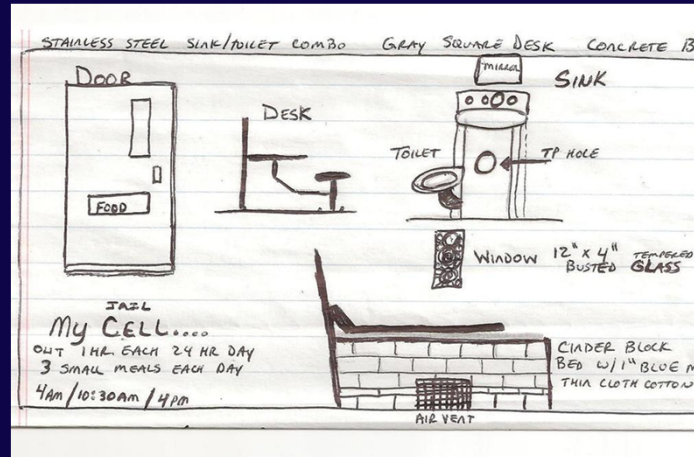 STAINLESS STEEL SINK/TOILET COMBO GRAY SQUARE DESK CONCRETE
MIRROR
DOOR
SINK
DESK
TOILET
TP HOLE
FOOD
WINDOW 12" X 4" TEMPERED
BUSTED GLASS
JAIL
MY CELL....
OUT 1 HR. EACH 24 HR DAY
3 SMALL MEALS EACH DAY
4AM/10:30AM/4PM
CINDER BLOCK
BED W/1" BLUE
THIN CLOTH COTTON
AIR VENT